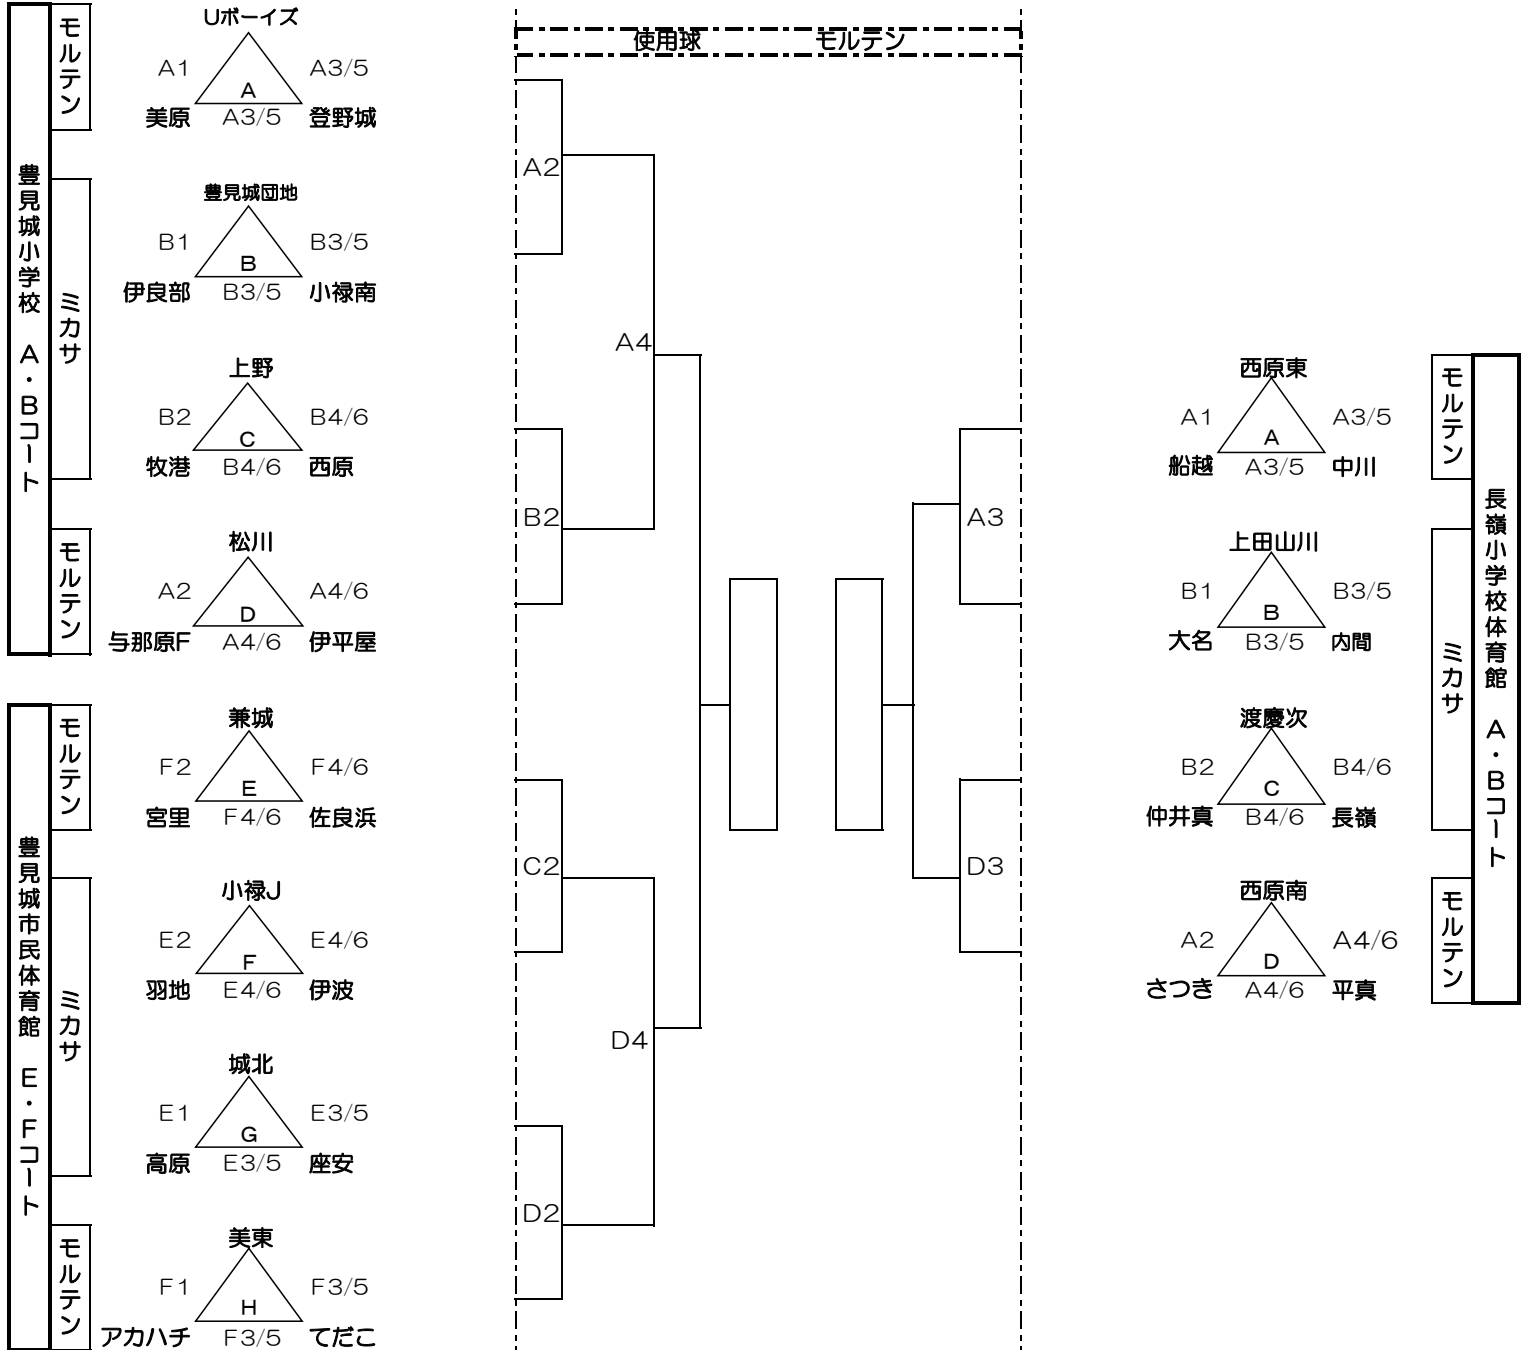 豊見城小学校　A・Bコート
モルテン
Uボーイズ
A1
A3/5
A
美原
A3/5
登野城
ミカサ
豊見城団地
B1
B3/5
B
伊良部
B3/5
小禄南
上野
B2
B4/6
C
牧港
B4/6
西原
モルテン
松川
A2
A4/6
D
与那原F
A4/6
伊平屋
豊見城市民体育館　E・Fコート
モルテン
兼城
F2
F4/6
E
宮里
F4/6
佐良浜
ミカサ
小禄J
E2
E4/6
F
羽地
E4/6
伊波
城北
E1
E3/5
G
高原
E3/5
座安
モルテン
美東
F1
F3/5
H
アカハチ
F3/5
てだこ
使用球　モルテン
A2
A4
B2
C2
D4
D2
A3
D3
西原東
A1
A3/5
A
船越
A3/5
中川
モルテン
上田山川
B1
B3/5
B
大名
B3/5
内間
ミカサ
渡慶次
B2
B4/6
C
仲井真
B4/6
長嶺
西原南
A2
A4/6
D
さつき
A4/6
平真
モルテン
長嶺小学校体育館　A・Bコート